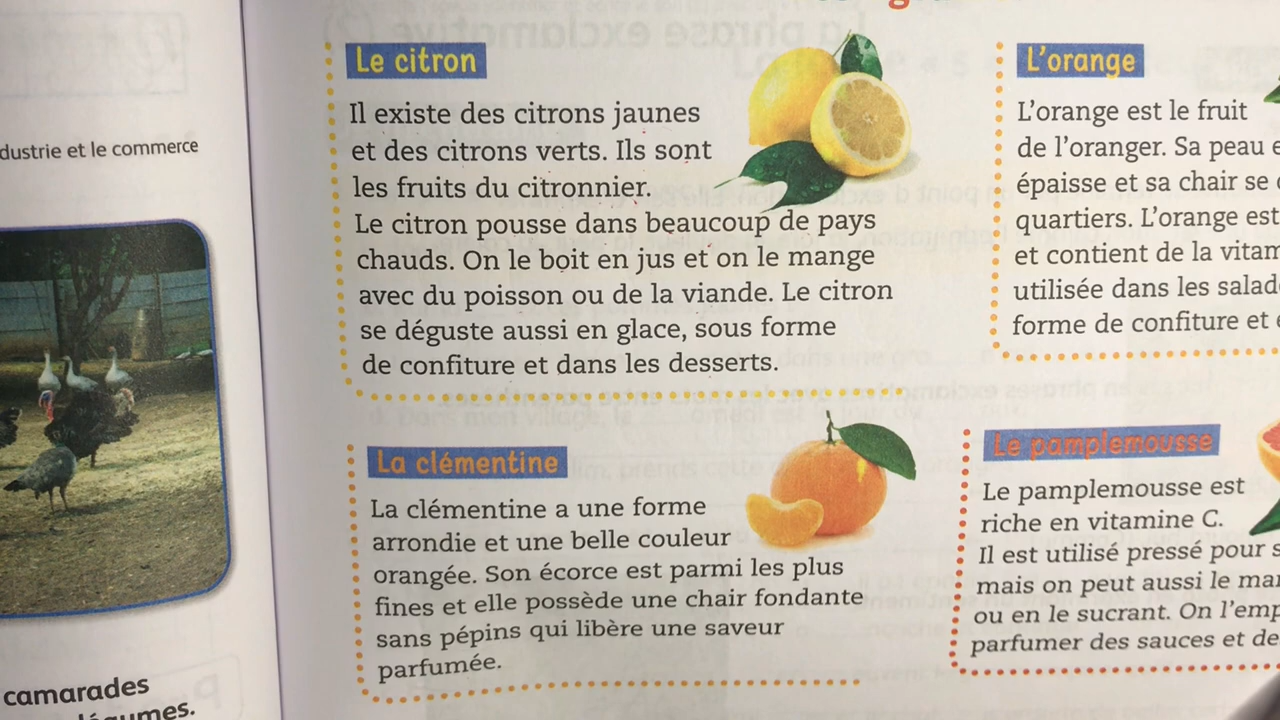 dustrie et le commerce
camarades
Le citron
Il existe des citrons jaunes
et des citrons verts. Ils sont
les fruits du citronnier.
Le citron pousse dans beaucoup de pays
chauds. On le boit en jus et on le mange
avec du poisson ou de la viande. Le citron
se déguste aussi en glace, sous forme
de confiture et dans les desserts.
L'orange
L'orange est le fruit
de l'oranger. Sa peau
épaisse et sa chair se
quartiers. L'orange est
et contient de la
utilisée dans les
forme de confiture et
La clémentine
La clémentine a une forme
arrondie et une belle couleur
orangée. Son écorce est parmi les plus
fines et elle possède une chair fondante
sans pépins qui libère une saveur
parfumée.
Le pamplemousse
Le pamplemousse est
riche en vitamine C.
Il est utilisé pressé pour
mais on peut aussi le
ou en le sucrant. On
parfumer des sauces et